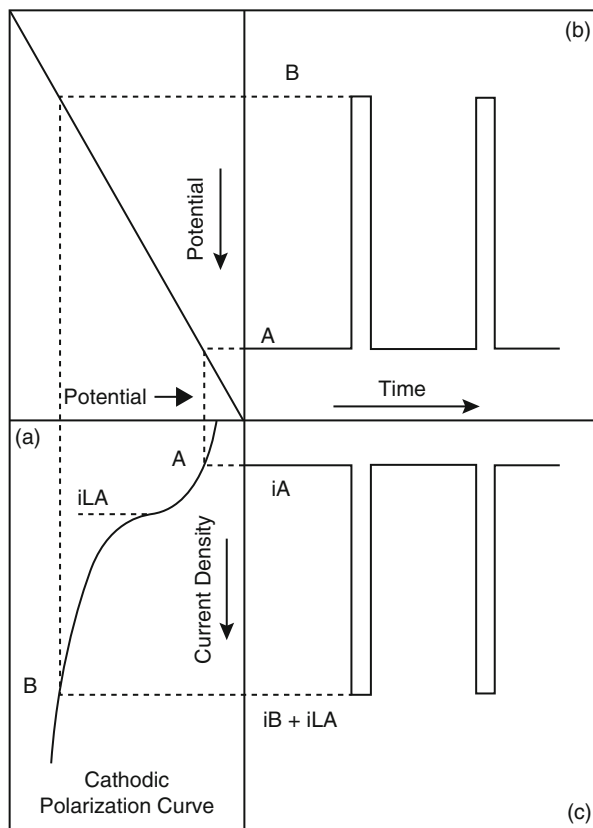 (b)
B
Potential
A
Potential
Time
(a)
A
iA
iLA
Current Density
B
iB + iLA
Cathodic
Polarization Curve
(c)